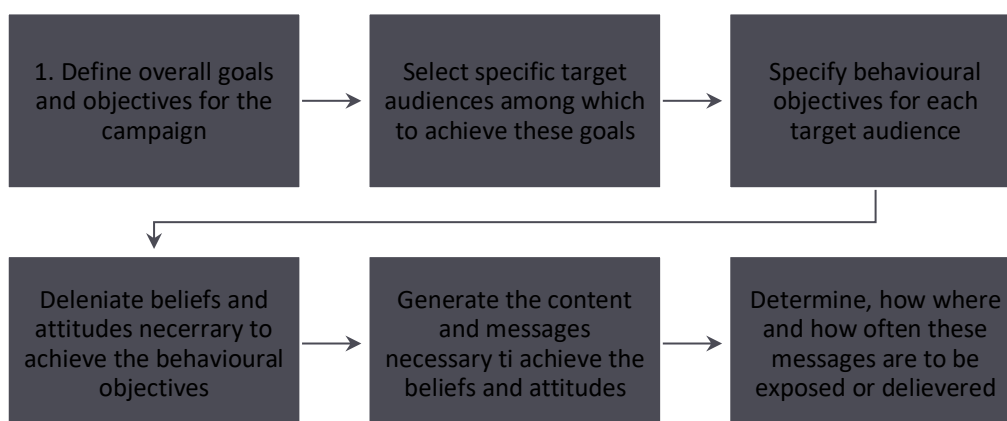 1. Define overall goals
and objectives for the
campaign
Select specific target
audiences among which
to achieve these goals
Specify behavioural
objectives for each
target audience
Deleniate beliefs and
attitudes necerrary to
achieve the behavioural
objectives
Generate the content
and messages
necessary ti achieve the
beliefs and attitudes
Determine, how where
and how often these
messages are to be
exposed or delievered